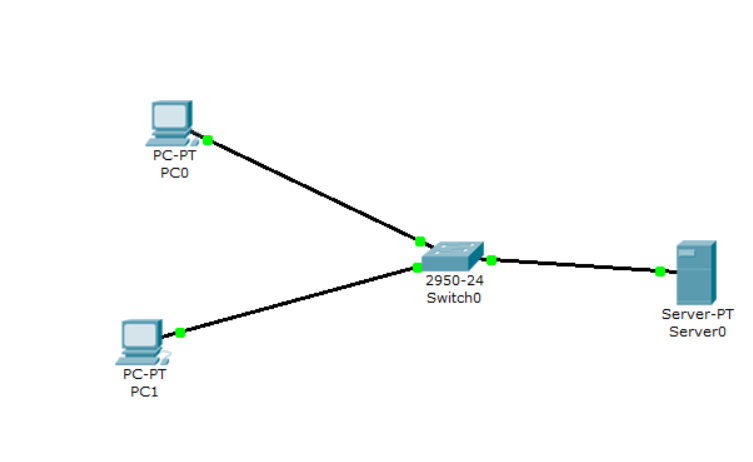 PC-PT
PC0
2950-24
Switch0
Server-PT
Server0
PC-PT
PC1